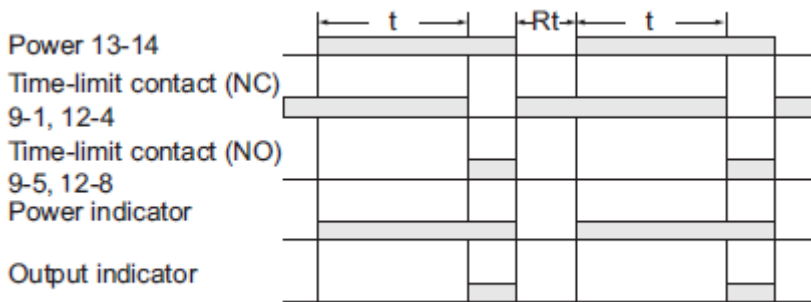 t Rt t
Power 13-14
Time-limit contact (NC)
9-1, 12-4
Time-limit contact (NO)
9-5, 12-8
Power indicator
Output indicator